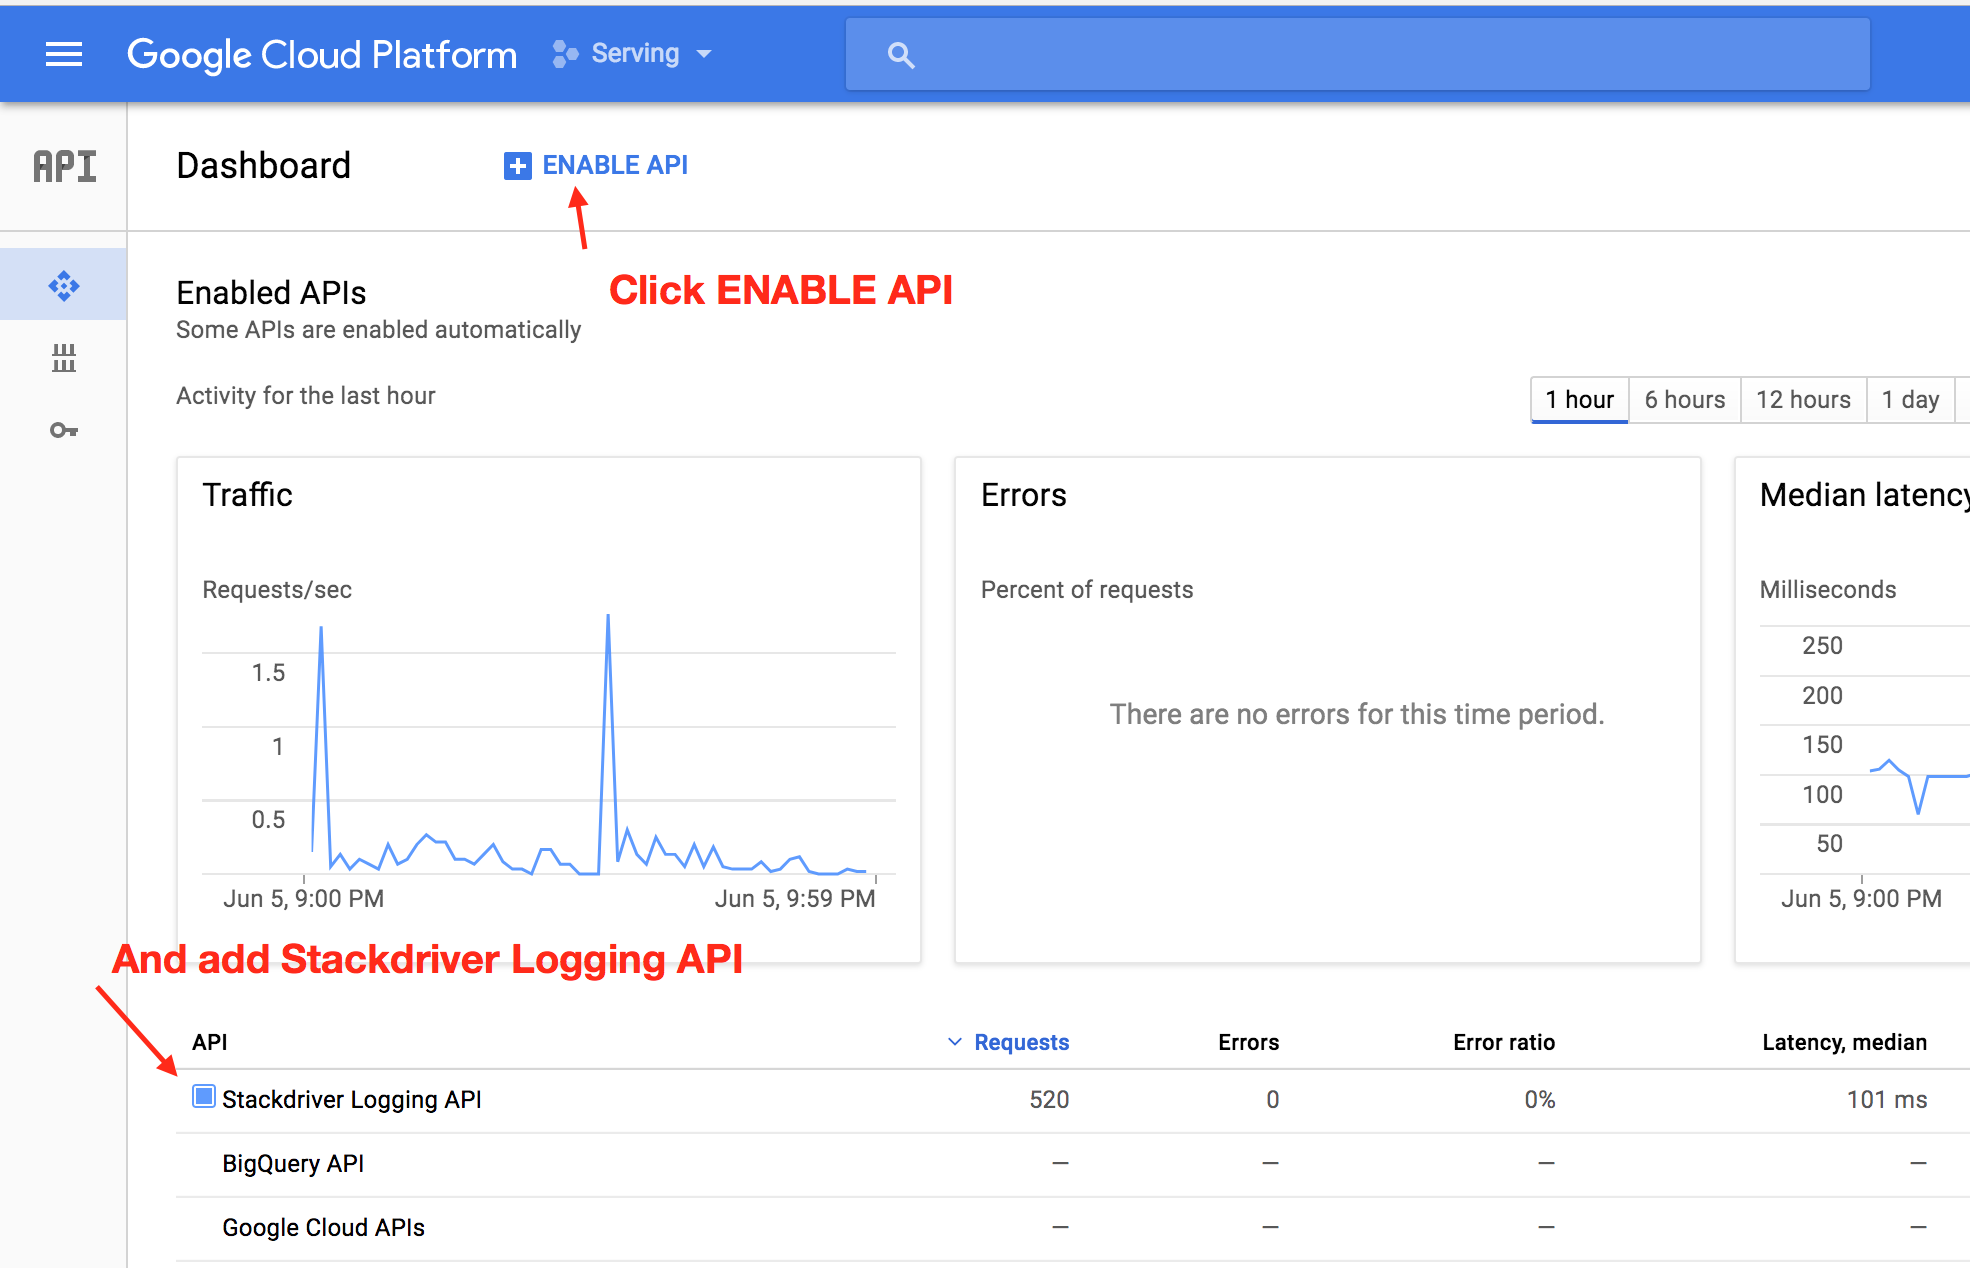 Google Cloud Platform Serving
API
Dashboard ENABLE API
Click ENABLE API
Enabled APIs
Some APIs are enabled automatically
Activity for the last hour
1 hour 6 hours 12 hours 1 day
Traffic
Requests/sec
1.5
1
0.5
Jun 5, 9:00 PM Jun 5, 9:59 PM
Errors
Percent of requests
There are no errors for this time period.
Median latency
Milliseconds
250
200
150
100
50
Jun 5, 9:00 PM
And add Stackdriver Logging API
API Requests Errors Error ratio Latency, median
Stackdriver Logging API 520 0 0% 101 ms
BigQuery API – – – –
Google Cloud APIs – – – –